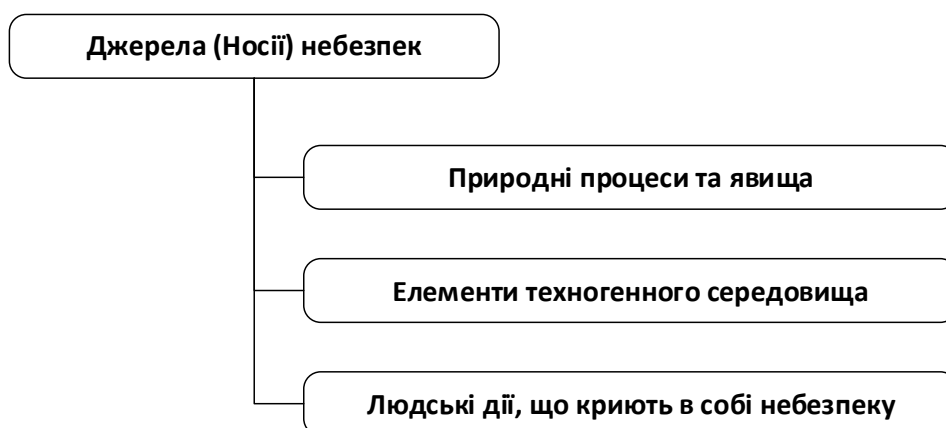 Джерела (Носії) небезпек
Природні процеси та явища
Елементи техногенного середовища
Людські дії, що криють в собі небезпеку